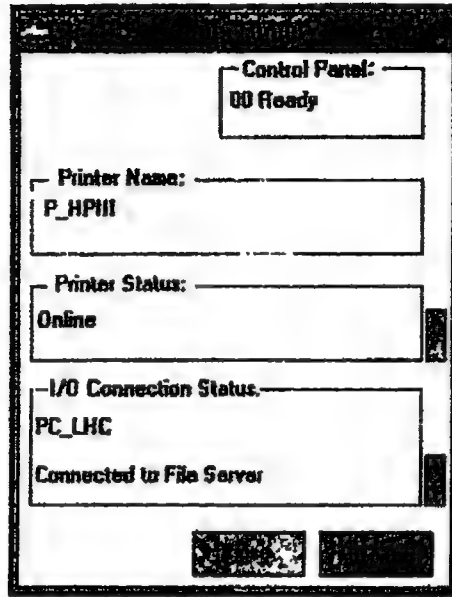 Control Panel:
00 Ready
Printer Name:
P_HPIII
Printer Status:
Online
I/O Connection Status
PC_LHC
Connected to File Server